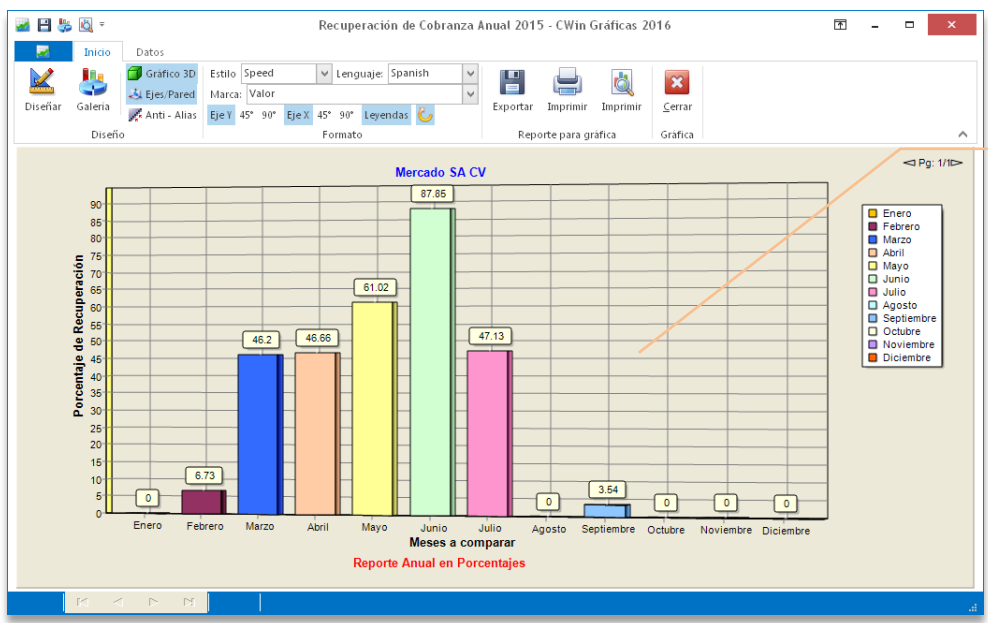 Recuperación de Cobranza Anual 2015 - CWin Gráficas 2016
Inicio Datos
Diseñar Galeria Gráfico 3D Ejes/Pared Anti - Alias
Estilo Speed Lenguaje: Spanish
Marca: Valor
Eje Y 45° 90° Eje X 45° 90° Leyendas
Exportar Imprimir Imprimir Cerrar
Diseño Formato Reporte para gráfica Gráfica
Pg: 1/1
Mercado SA CV
Porcentaje de Recuperación
90
85
80
75
70
65
60
55
50
45
40
35
30
25
20
15
10
5
0
0 6.73 46.2 46.66 61.02 87.85 47.13 0 3.54 0 0 0
Enero Febrero Marzo Abril Mayo Junio Julio Agosto Septiembre Octubre Noviembre Diciembre
Meses a comparar
Reporte Anual en Porcentajes
Enero
Febrero
Marzo
Abril
Mayo
Junio
Julio
Agosto
Septiembre
Octubre
Noviembre
Diciembre